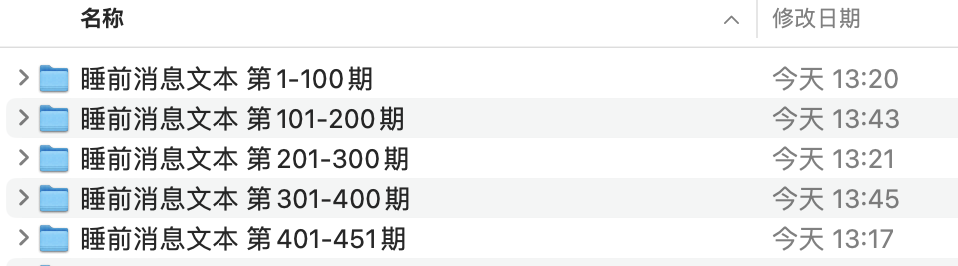 名称 修改日期
睡前消息文本 第1-100期 今天 13:20
睡前消息文本 第101-200期 今天 13:43
睡前消息文本 第201-300期 今天 13:21
睡前消息文本 第301-400期 今天 13:45
睡前消息文本 第401-451期 今天 13:17